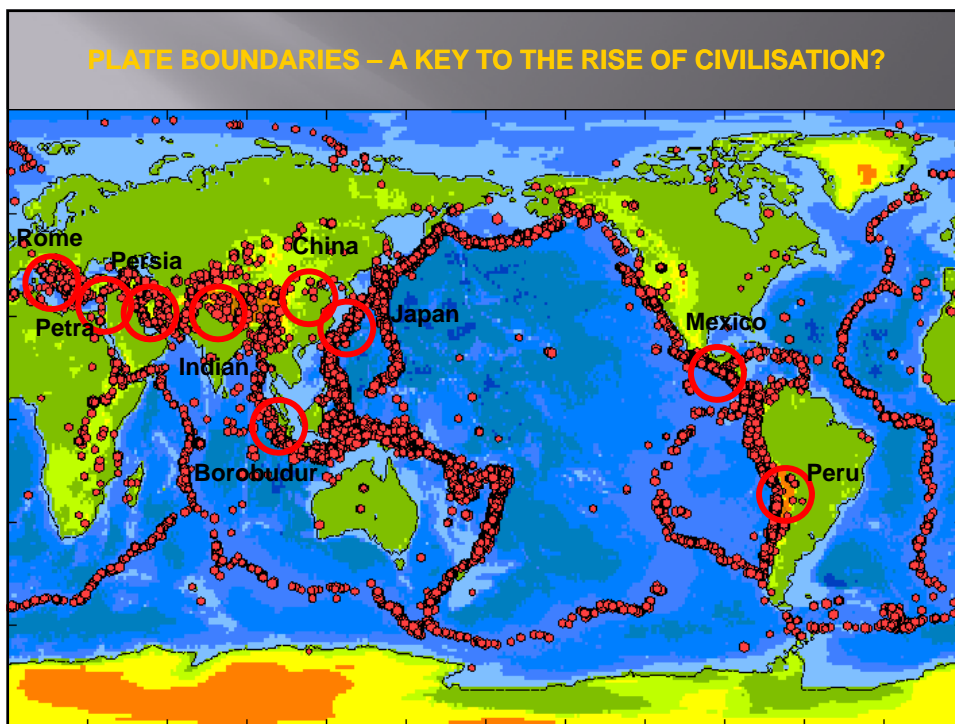 PLATE BOUNDARIES – A KEY TO THE RISE OF CIVILISATION?
Rome
Persia
China
Petra
Japan
Mexico
Indian
Borobudur
Peru